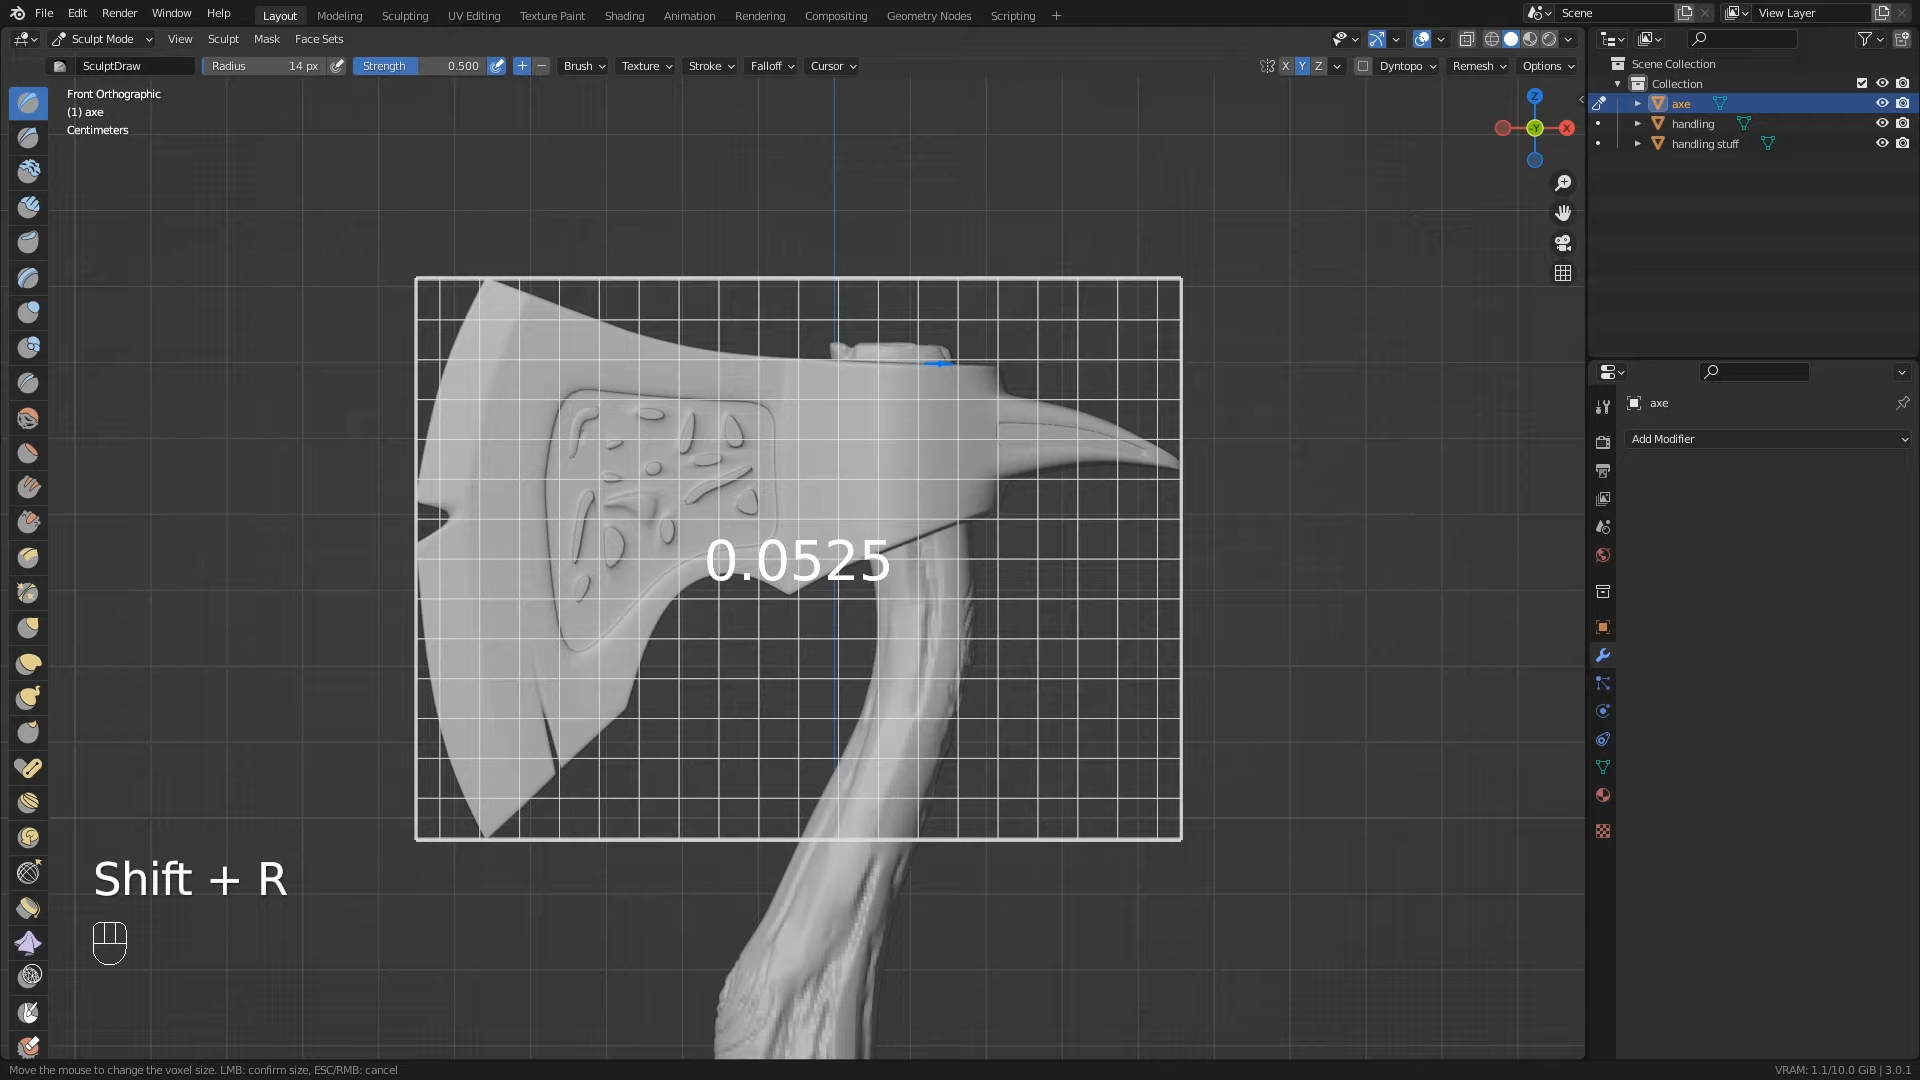 File Edit Render Window Help Layout Modeling Sculpting UV Editing Texture Paint Shading Animation Rendering Compositing Geometry Nodes Scripting + Scene View Layer
Sculpt Mode View Sculpt Mask Face Sets
SculptDraw Radius 14 px Strength 0.500 + − Brush Texture Stroke Falloff Cursor X Y Z Dyntopo Remesh Options
Front Orthographic
(1) axe
Centimeters
Z
-Y
X
Scene Collection
Collection
axe
handling
handling stuff
axe
Add Modifier
0.0525
Shift + R
Move the mouse to change the voxel size. LMB: confirm size, ESC/RMB: cancel
VRAM: 1.1/10.0 GiB | 3.0.1